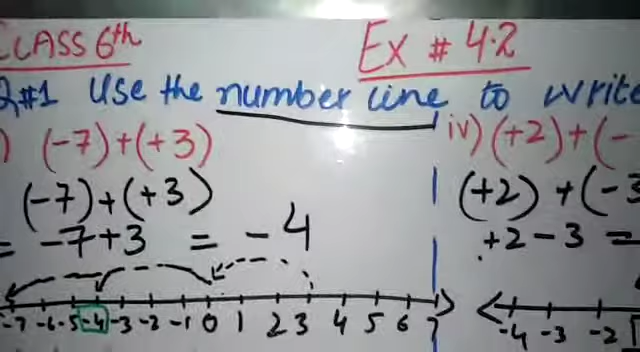 CLASS 6th Ex # 4.2
Q#1 Use the number line to write
) (-7)+(+3) iv) (+2)+(-
(-7)+(+3) (+2)+(-3
= -7+3 = -4 +2-3 =
-7 -6 -5 -4 -3 -2 -1 0 1 2 3 4 5 6 7 -4 -3 -2